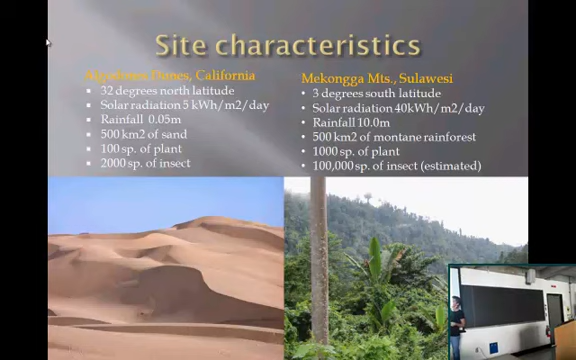 Site characteristics
Algodones Dunes, California
32 degrees north latitude
Solar radiation 5 kWh/m2/day
Rainfall 0.05m
500 km2 of sand
100 sp. of plant
2000 sp. of insect
Mekongga Mts., Sulawesi
3 degrees south latitude
Solar radiation 40kWh/m2/day
Rainfall 10.0m
500 km2 of montane rainforest
1000 sp. of plant
100,000 sp. of insect (estimated)